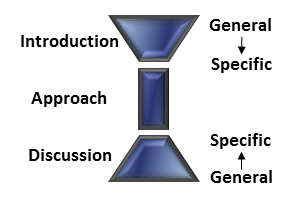 Introduction
General
↓
Specific
Approach
Discussion
Specific
↑
General